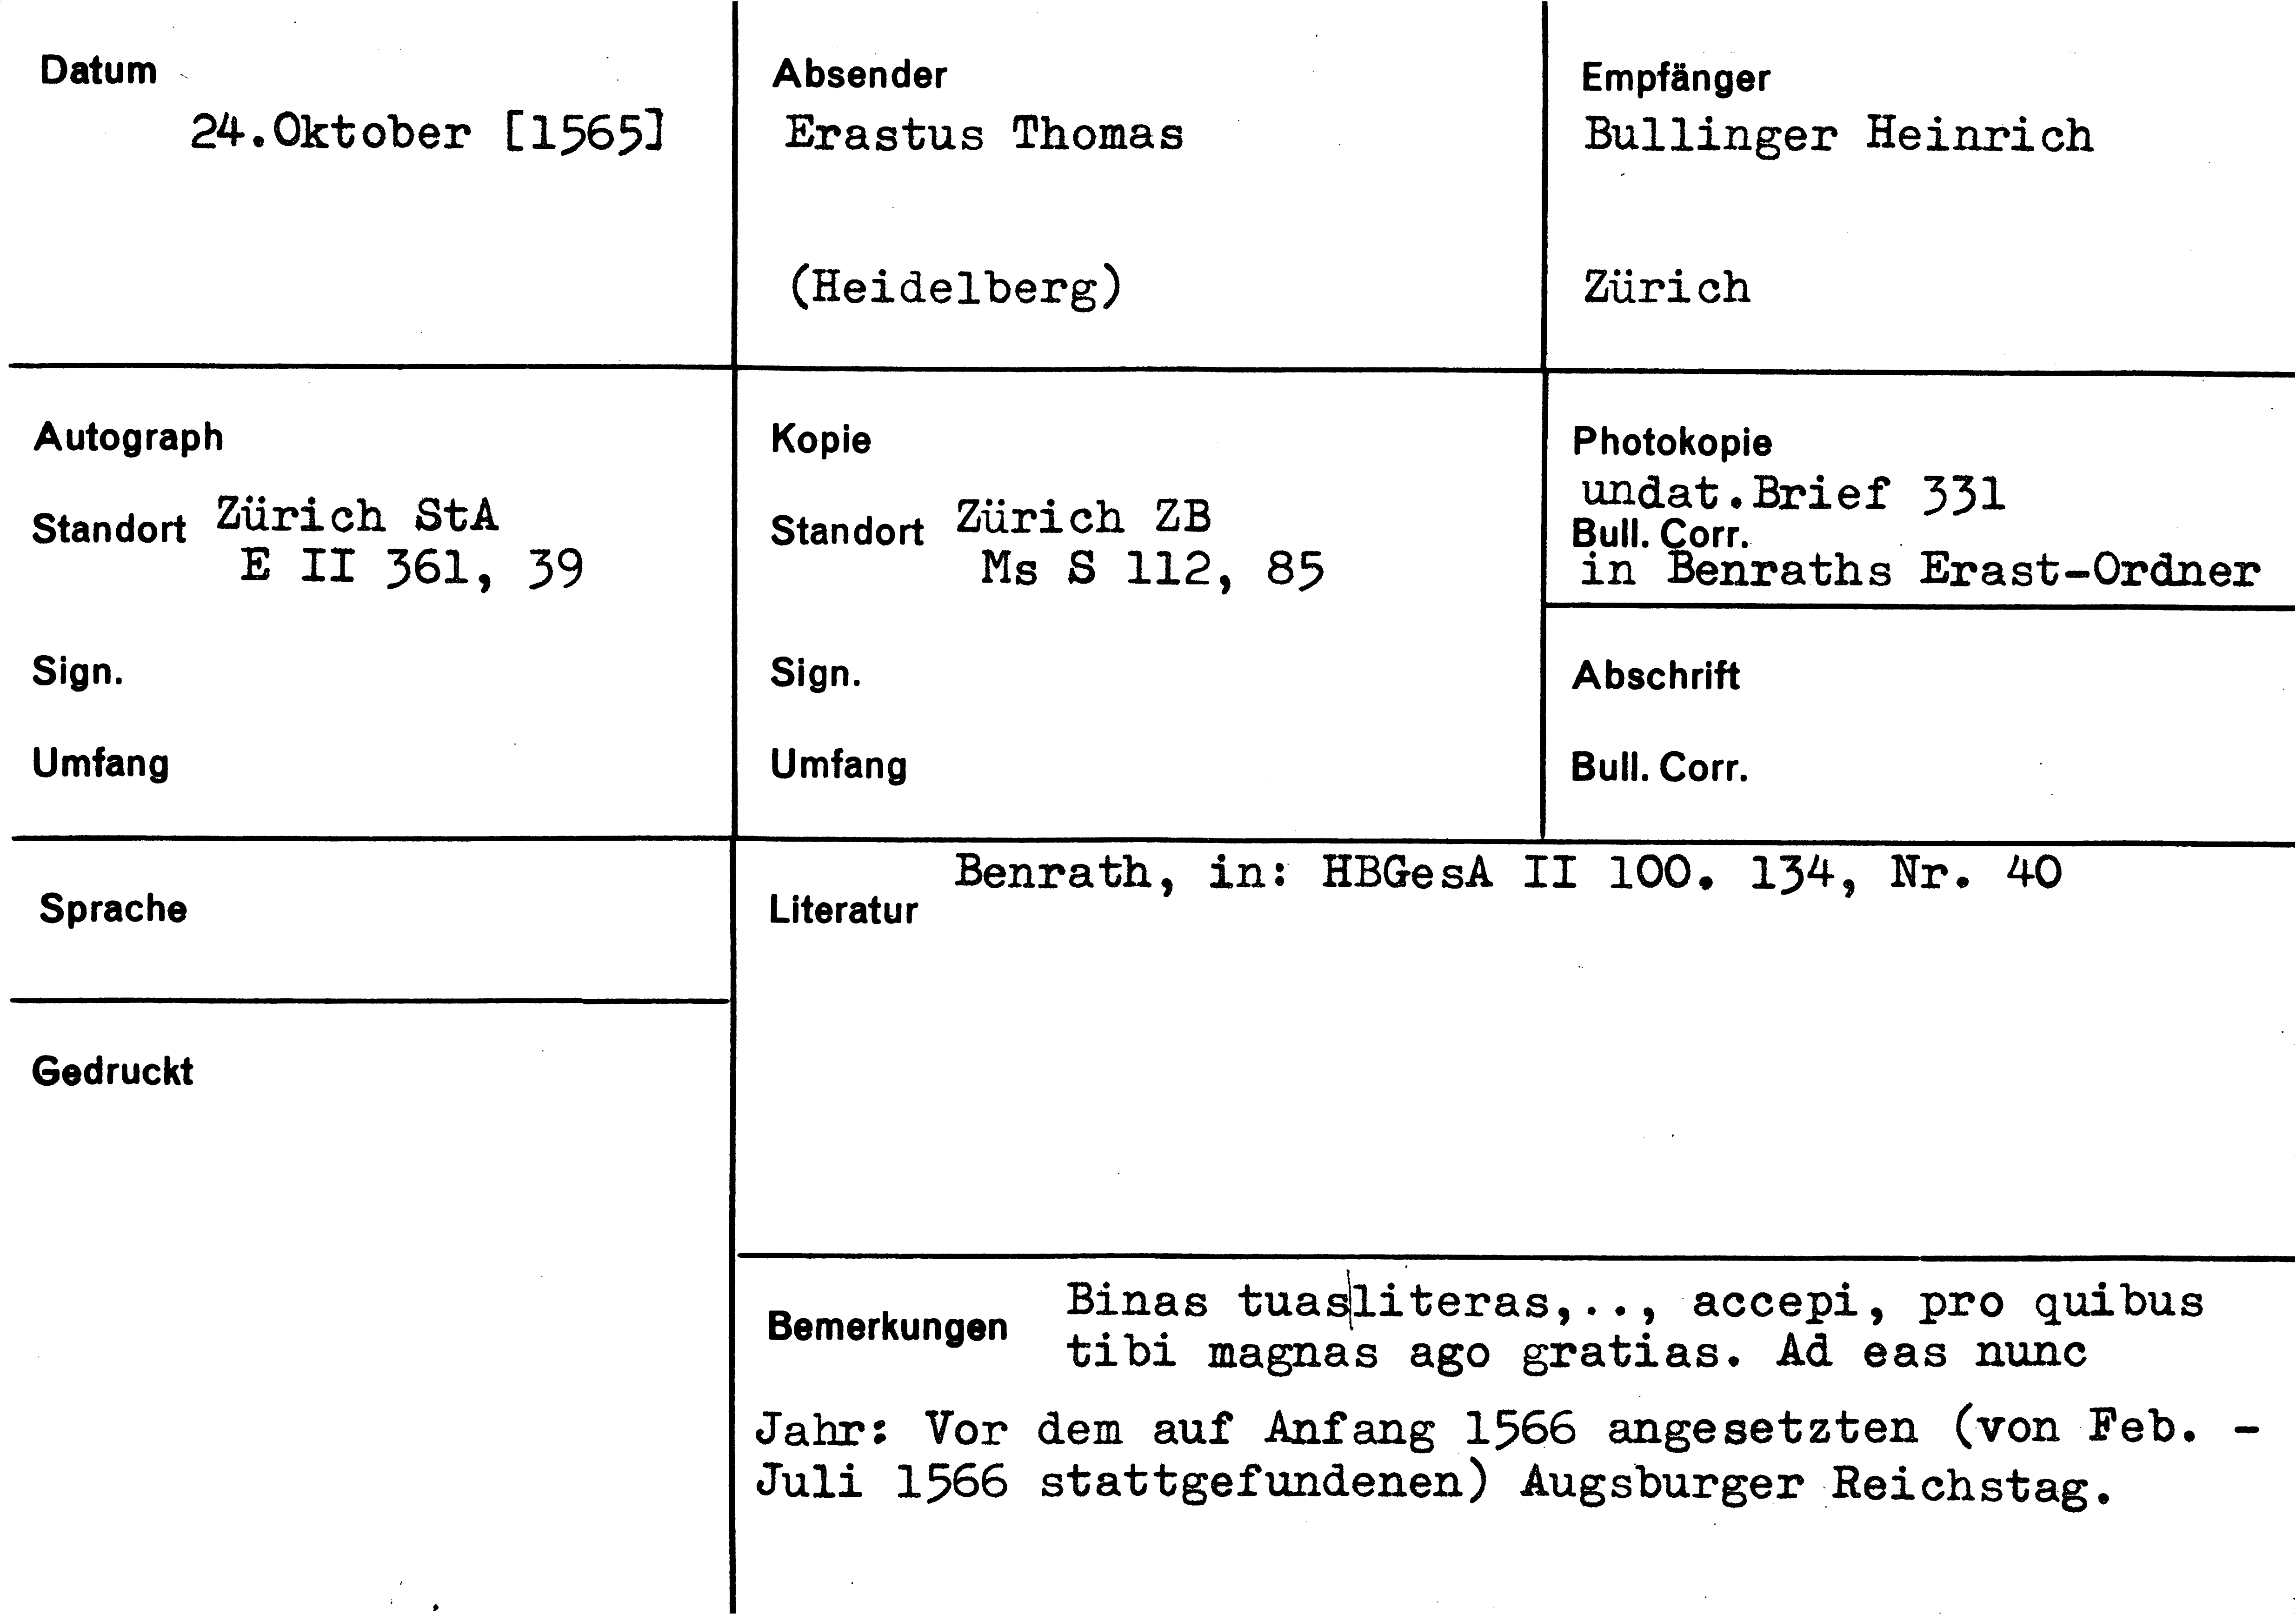 Datum
24.Oktober [1565]
Absender
Erastus Thomas
(Heidelberg)
Empfänger
Bullinger Heinrich
Zürich
Autograph
Standort Zürich StA
E II 361, 39
Sign.
Umfang
Kopie
Standort Zürich ZB
Ms S 112, 85
Sign.
Umfang
Photokopie
undat.Brief 331
Bull. Corr.
in Benraths Erast-Ordner
Abschrift
Bull. Corr.
Sprache
Gedruckt
Benrath, in: HBGesA II 100. 134, Nr. 40
Literatur
Bemerkungen
Binas tuas|literas,.., accepi, pro quibus
tibi magnas ago gratias. Ad eas nunc
Jahr: Vor dem auf Anfang 1566 angesetzten (von Feb. -
Juli 1566 stattgefundenen) Augsburger Reichstag.